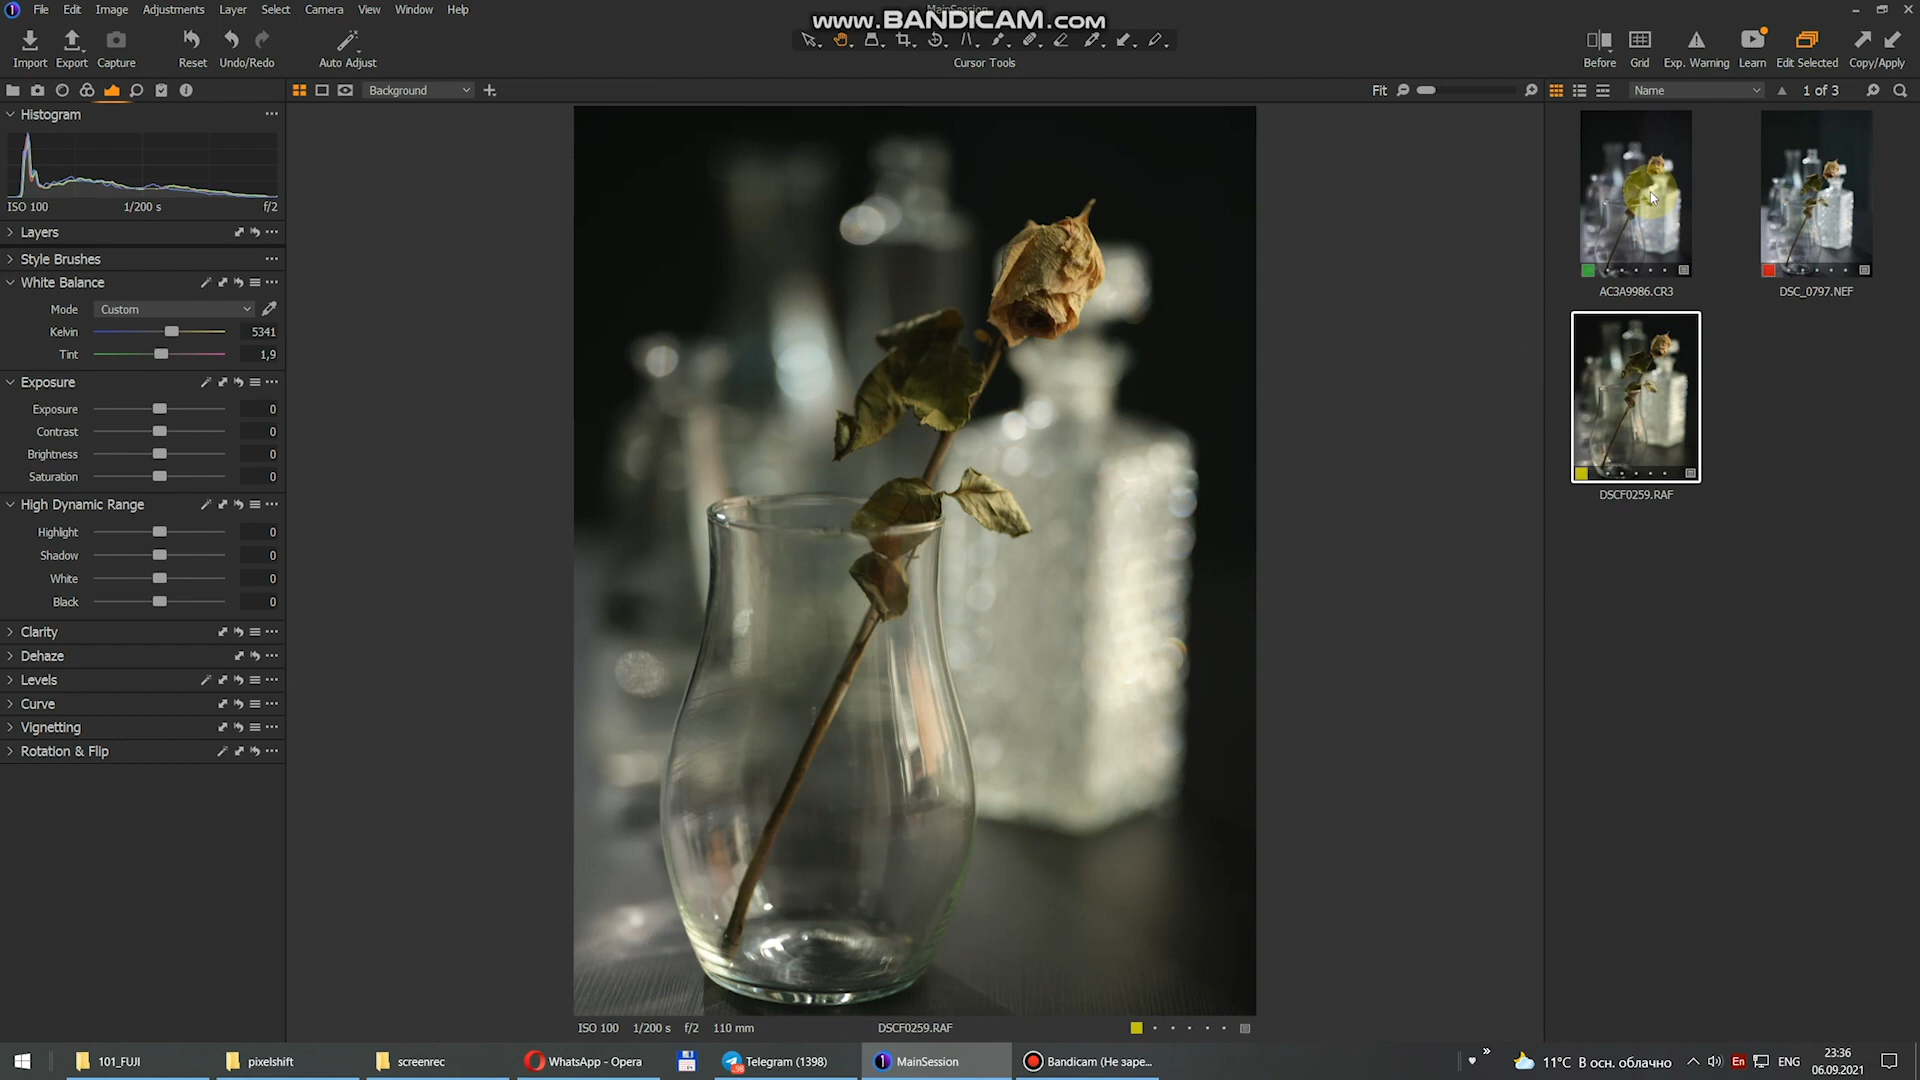 File Edit Image Adjustments Layer Select Camera View Window Help
www.BANDICAM.com
Import Export Capture Reset Undo/Redo Auto Adjust Cursor Tools Before Grid Exp. Warning Learn Edit Selected Copy/Apply
Background Fit Name 1 of 3
Histogram
ISO 100 1/200 s f/2
Layers
Style Brushes
White Balance
Mode Custom
Kelvin 5341
Tint 1,9
Exposure
Exposure 0
Contrast 0
Brightness 0
Saturation 0
High Dynamic Range
Highlight 0
Shadow 0
White 0
Black 0
Clarity
Dehaze
Levels
Curve
Vignetting
Rotation & Flip
AC3A9986.CR3 DSC_0797.NEF
DSCF0259.RAF
ISO 100 1/200 s f/2 110 mm DSCF0259.RAF
101_FUJI pixelshift screenrec WhatsApp - Opera Telegram (1398) MainSession Bandicam (Не заре... 11°C В осн. облачно En ENG 23:36
06.09.2021